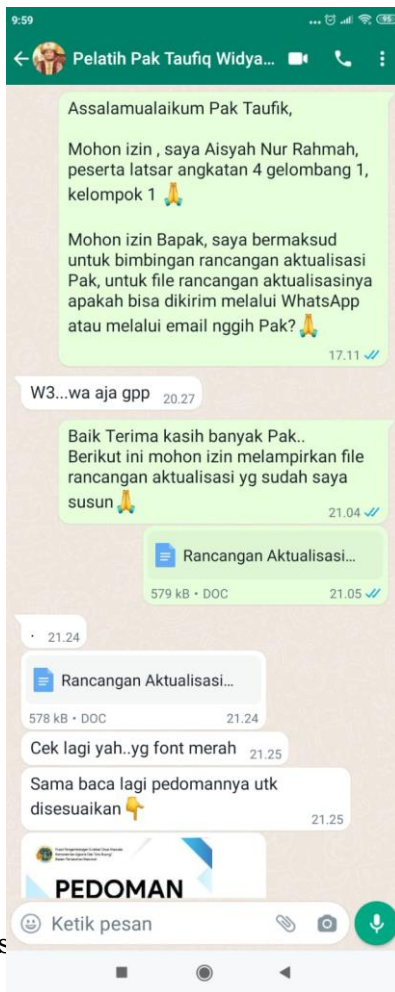 9:59
95
Pelatih Pak Taufiq Widya...
Assalamualaikum Pak Taufik,
Mohon izin , saya Aisyah Nur Rahmah,
peserta latsar angkatan 4 gelombang 1,
kelompok 1 🙏
Mohon izin Bapak, saya bermaksud
untuk bimbingan rancangan aktualisasi
Pak, untuk file rancangan aktualisasinya
apakah bisa dikirim melalui WhatsApp
atau melalui email nggih Pak?🙏
17.11
W3...wa aja gpp 20.27
Baik Terima kasih banyak Pak..
Berikut ini mohon izin melampirkan file
rancangan aktualisasi yg sudah saya
susun🙏
21.04
Rancangan Aktualisasi...
579 kB • DOC 21.05
. 21.24
Rancangan Aktualisasi...
578 kB • DOC 21.24
Cek lagi yah..yg font merah 21.25
Sama baca lagi pedomannya utk
disesuaikan👇
21.25
PEDOMAN
Ketik pesan
s